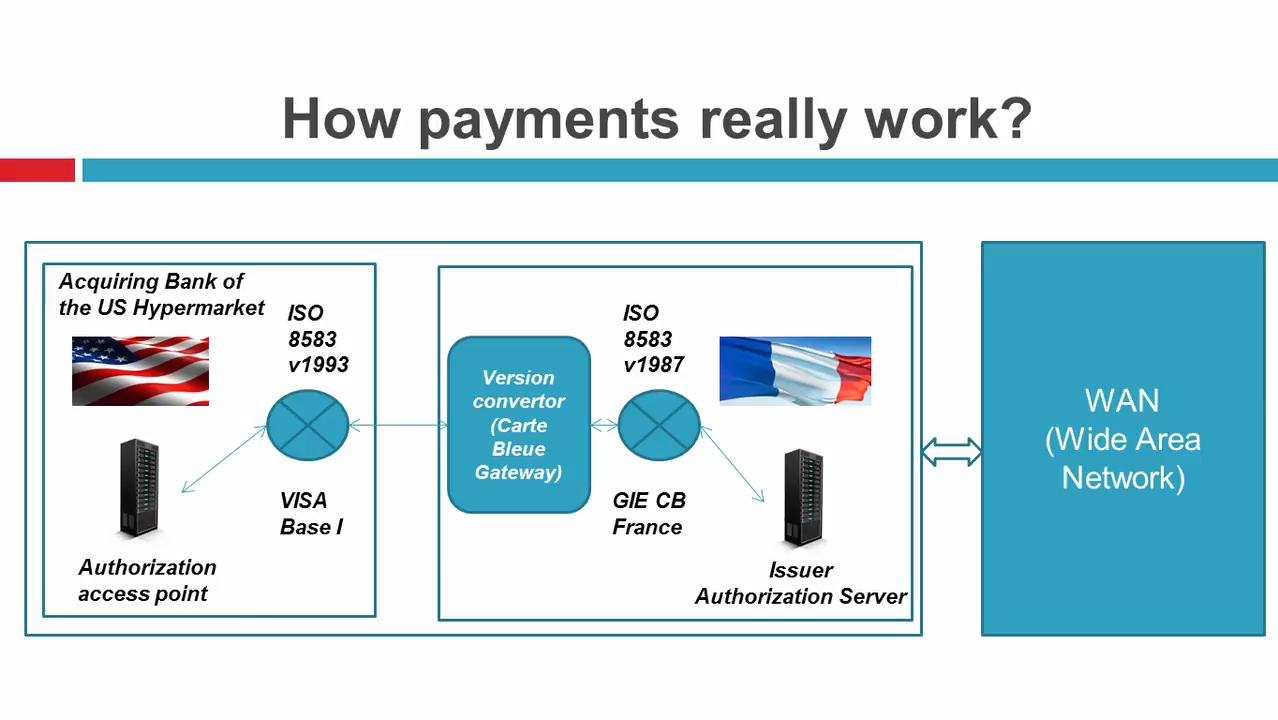 How payments really work?
Acquiring Bank of
the US Hypermarket
ISO
8583
v1993
VISA
Base I
Authorization
access point
Version
convertor
(Carte
Bleue
Gateway)
ISO
8583
v1987
GIE CB
France
Issuer
Authorization Server
WAN
(Wide Area
Network)